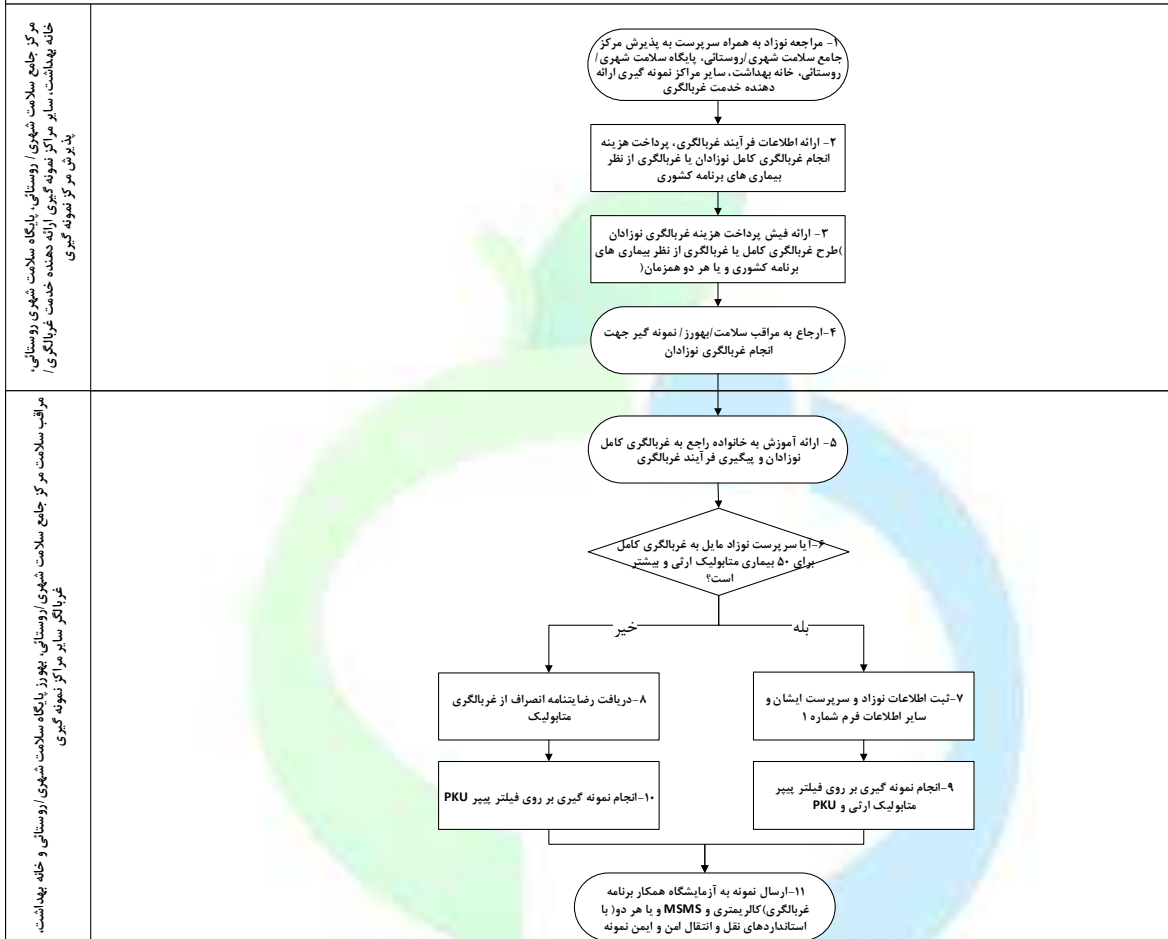 مرکز جامع سلامت شهری/ روستائی، پایگاه سلامت شهری روستائی،
خانه بهداشت، سایر مراکز نمونه گیری ارائه دهنده خدمت غربالگری/
پذیرش مرکز نمونه گیری
۱- مراجعه نوزاد به همراه سرپرست به پذیرش مرکز
جامع سلامت شهری/روستائی، پایگاه سلامت شهری/
روستائی، خانه بهداشت، سایر مراکز نمونه گیری ارائه
دهنده خدمت غربالگری
۲- ارائه اطلاعات فرآیند غربالگری، پرداخت هزینه
انجام غربالگری کامل نوزادان یا غربالگری از نظر
بیماری های برنامه کشوری
۳- ارائه فیش پرداخت هزینه غربالگری نوزادان
)طرح غربالگری کامل یا غربالگری از نظر بیماری های
برنامه کشوری و یا هر دو همزمان(
۴-ارجاع به مراقب سلامت/بهورز/ نمونه گیر جهت
انجام غربالگری نوزادان
مراقب سلامت مرکز جامع سلامت شهری/روستائی، بهورز پایگاه سلامت شهری/روستائی و خانه بهداشت،
غربالگر سایر مراکز نمونه گیری
۵- ارائه آموزش به خانواده راجع به غربالگری کامل
نوزادان و پیگیری فرآیند غربالگری
۶-آیا سرپرست نوزاد مایل به غربالگری کامل
برای ۵۰ بیماری متابولیک ارثی و بیشتر
است؟
بله
خیر
۷-ثبت اطلاعات نوزاد و سرپرست ایشان و
سایر اطلاعات فرم شماره ۱
۸-دریافت رضایتنامه انصراف از غربالگری
متابولیک
۹-انجام نمونه گیری بر روی فیلتر پیپر
متابولیک ارثی و PKU
۱۰-انجام نمونه گیری بر روی فیلتر پیپر PKU
۱۱-ارسال نمونه به آزمایشگاه همکار برنامه
غربالگری)کالریمتری و MSMS و یا هر دو( با
استانداردهای نقل و انتقال امن و ایمن نمونه